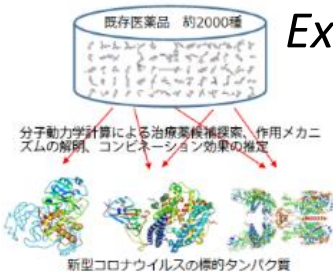 既存医薬品　約2000種
Ex
分子動力学計算による治療薬候補探索、作用メカニ
ズムの解明、コンビネーション効果の推定
新型コロナウイルスの標的タンパク質